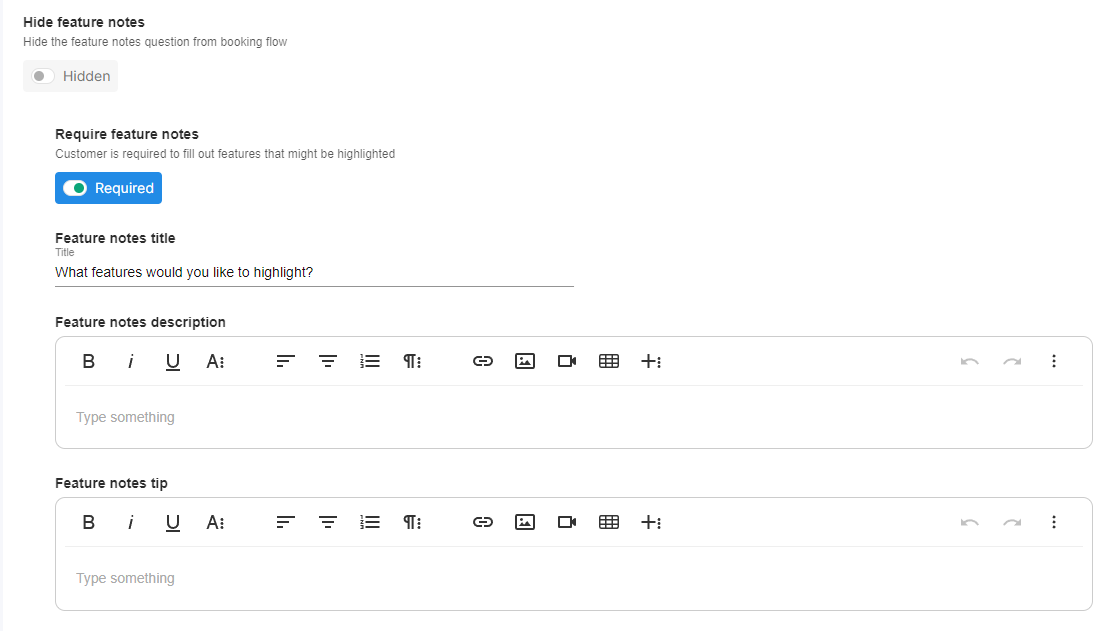 Hide feature notes
Hide the feature notes question from booking flow
Hidden
Require feature notes
Customer is required to fill out features that might be highlighted
Required
Feature notes title
Title
What features would you like to highlight?
Feature notes description
B i U A
Type something
Feature notes tip
B i U A
Type something